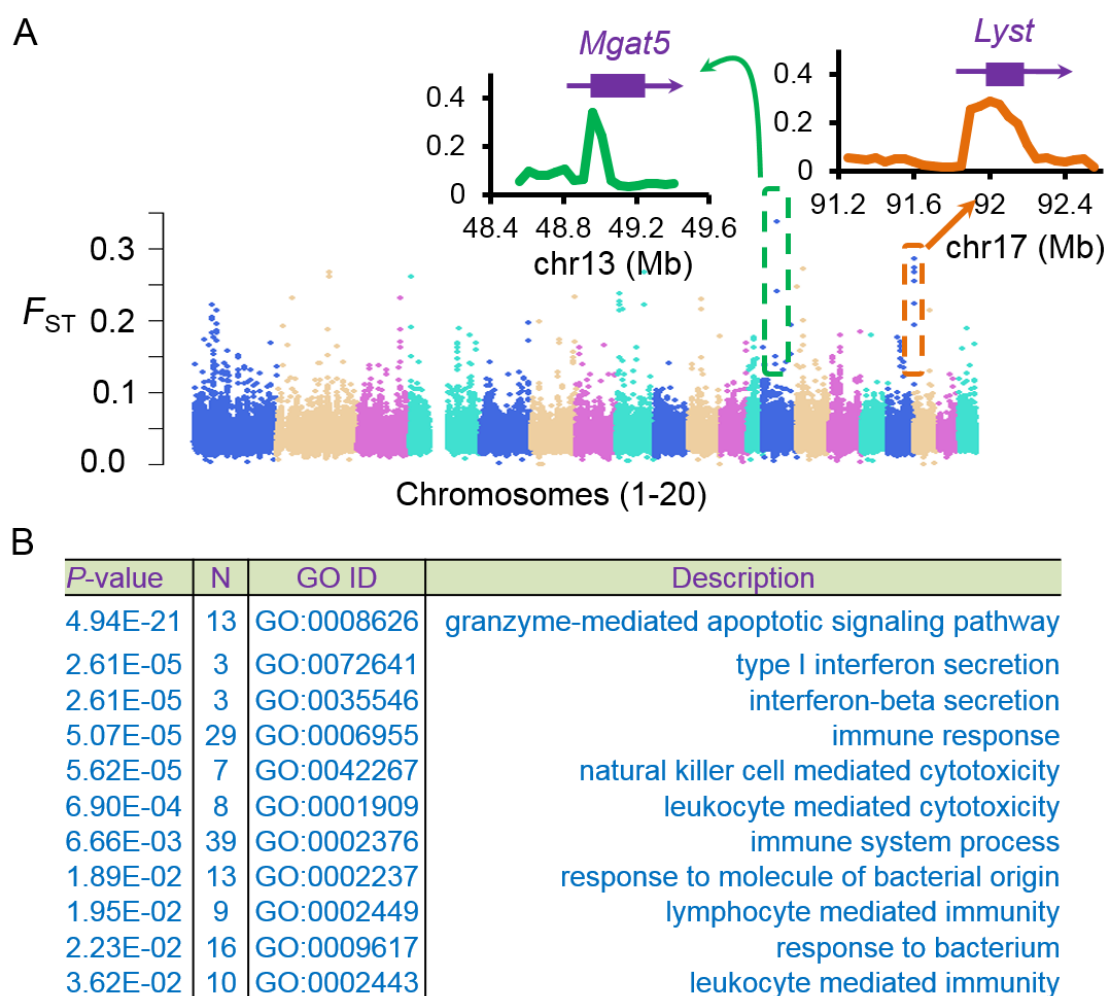 A
Mgat5
Lyst
0.4
0.2
0
48.4 48.8 49.2 49.6
chr13 (Mb)
0.4
0.2
0
91.2 91.6 92 92.4
chr17 (Mb)
FST
0.3
0.2
0.1
0.0
Chromosomes (1-20)
B
P-value N GO ID Description
4.94E-21 13 GO:0008626 granzyme-mediated apoptotic signaling pathway
2.61E-05 3 GO:0072641 type I interferon secretion
2.61E-05 3 GO:0035546 interferon-beta secretion
5.07E-05 29 GO:0006955 immune response
5.62E-05 7 GO:0042267 natural killer cell mediated cytotoxicity
6.90E-04 8 GO:0001909 leukocyte mediated cytotoxicity
6.66E-03 39 GO:0002376 immune system process
1.89E-02 13 GO:0002237 response to molecule of bacterial origin
1.95E-02 9 GO:0002449 lymphocyte mediated immunity
2.23E-02 16 GO:0009617 response to bacterium
3.62E-02 10 GO:0002443 leukocyte mediated immunity